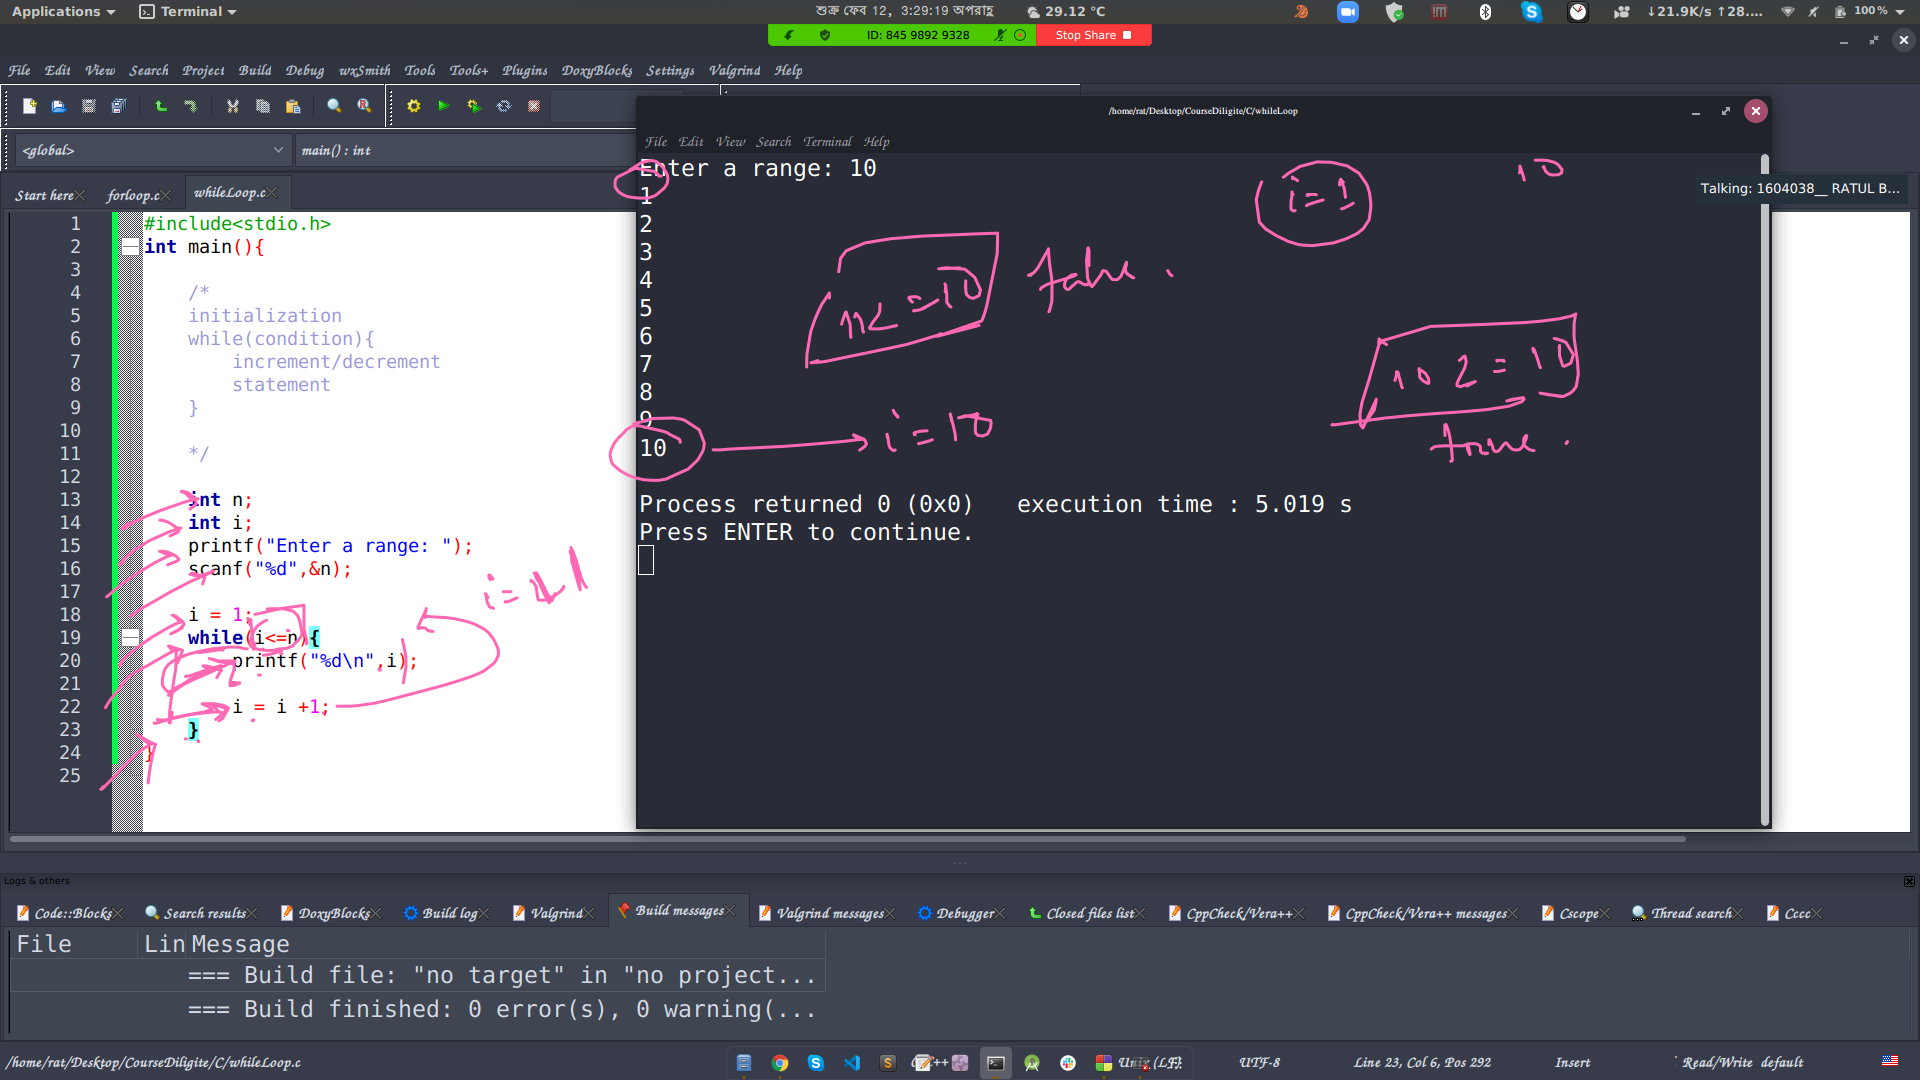 Applications Terminal শুক্র ফেব 12, 3:29:19 অপরাহ্ণ 29.12 °C ↓21.9K/s ↑28.... 100%
ID: 845 9892 9328 Stop Share
File Edit View Search Project Build Debug wxSmith Tools Tools+ Plugins DoxyBlocks Settings Valgrind Help
<global> main() : int
Start here forloop.c whileLoop.c
1 #include<stdio.h>
2 int main(){
3
4 /*
5 initialization
6 while(condition){
7 increment/decrement
8 statement
9 }
10
11 */
12
13 int n;
14 int i;
15 printf("Enter a range: ");
16 scanf("%d",&n);
17
18 i = 1;
19 while(i<=n){
20 printf("%d\n",i);
21
22 i = i +1;
23 }
24 }
25
/home/rat/Desktop/CourseDiligite/C/whileLoop
File Edit View Search Terminal Help
Enter a range: 10
1
2
3
4
5
6
7
8
9
10
Process returned 0 (0x0) execution time : 5.019 s
Press ENTER to continue.
Talking: 1604038__ RATUL B...
i=1
10
11<=10 false.
10<=10
true.
i=10
Logs & others
Code::Blocks Search results DoxyBlocks Build log Valgrind Build messages Valgrind messages Debugger Closed files list CppCheck/Vera++ CppCheck/Vera++ messages Cscope Thread search Cccc
File Lin Message
=== Build file: "no target" in "no project...
=== Build finished: 0 error(s), 0 warning(...
/home/rat/Desktop/CourseDiligite/C/whileLoop.c
UTF-8 Line 23, Col 6, Pos 292 Insert Read/Write default